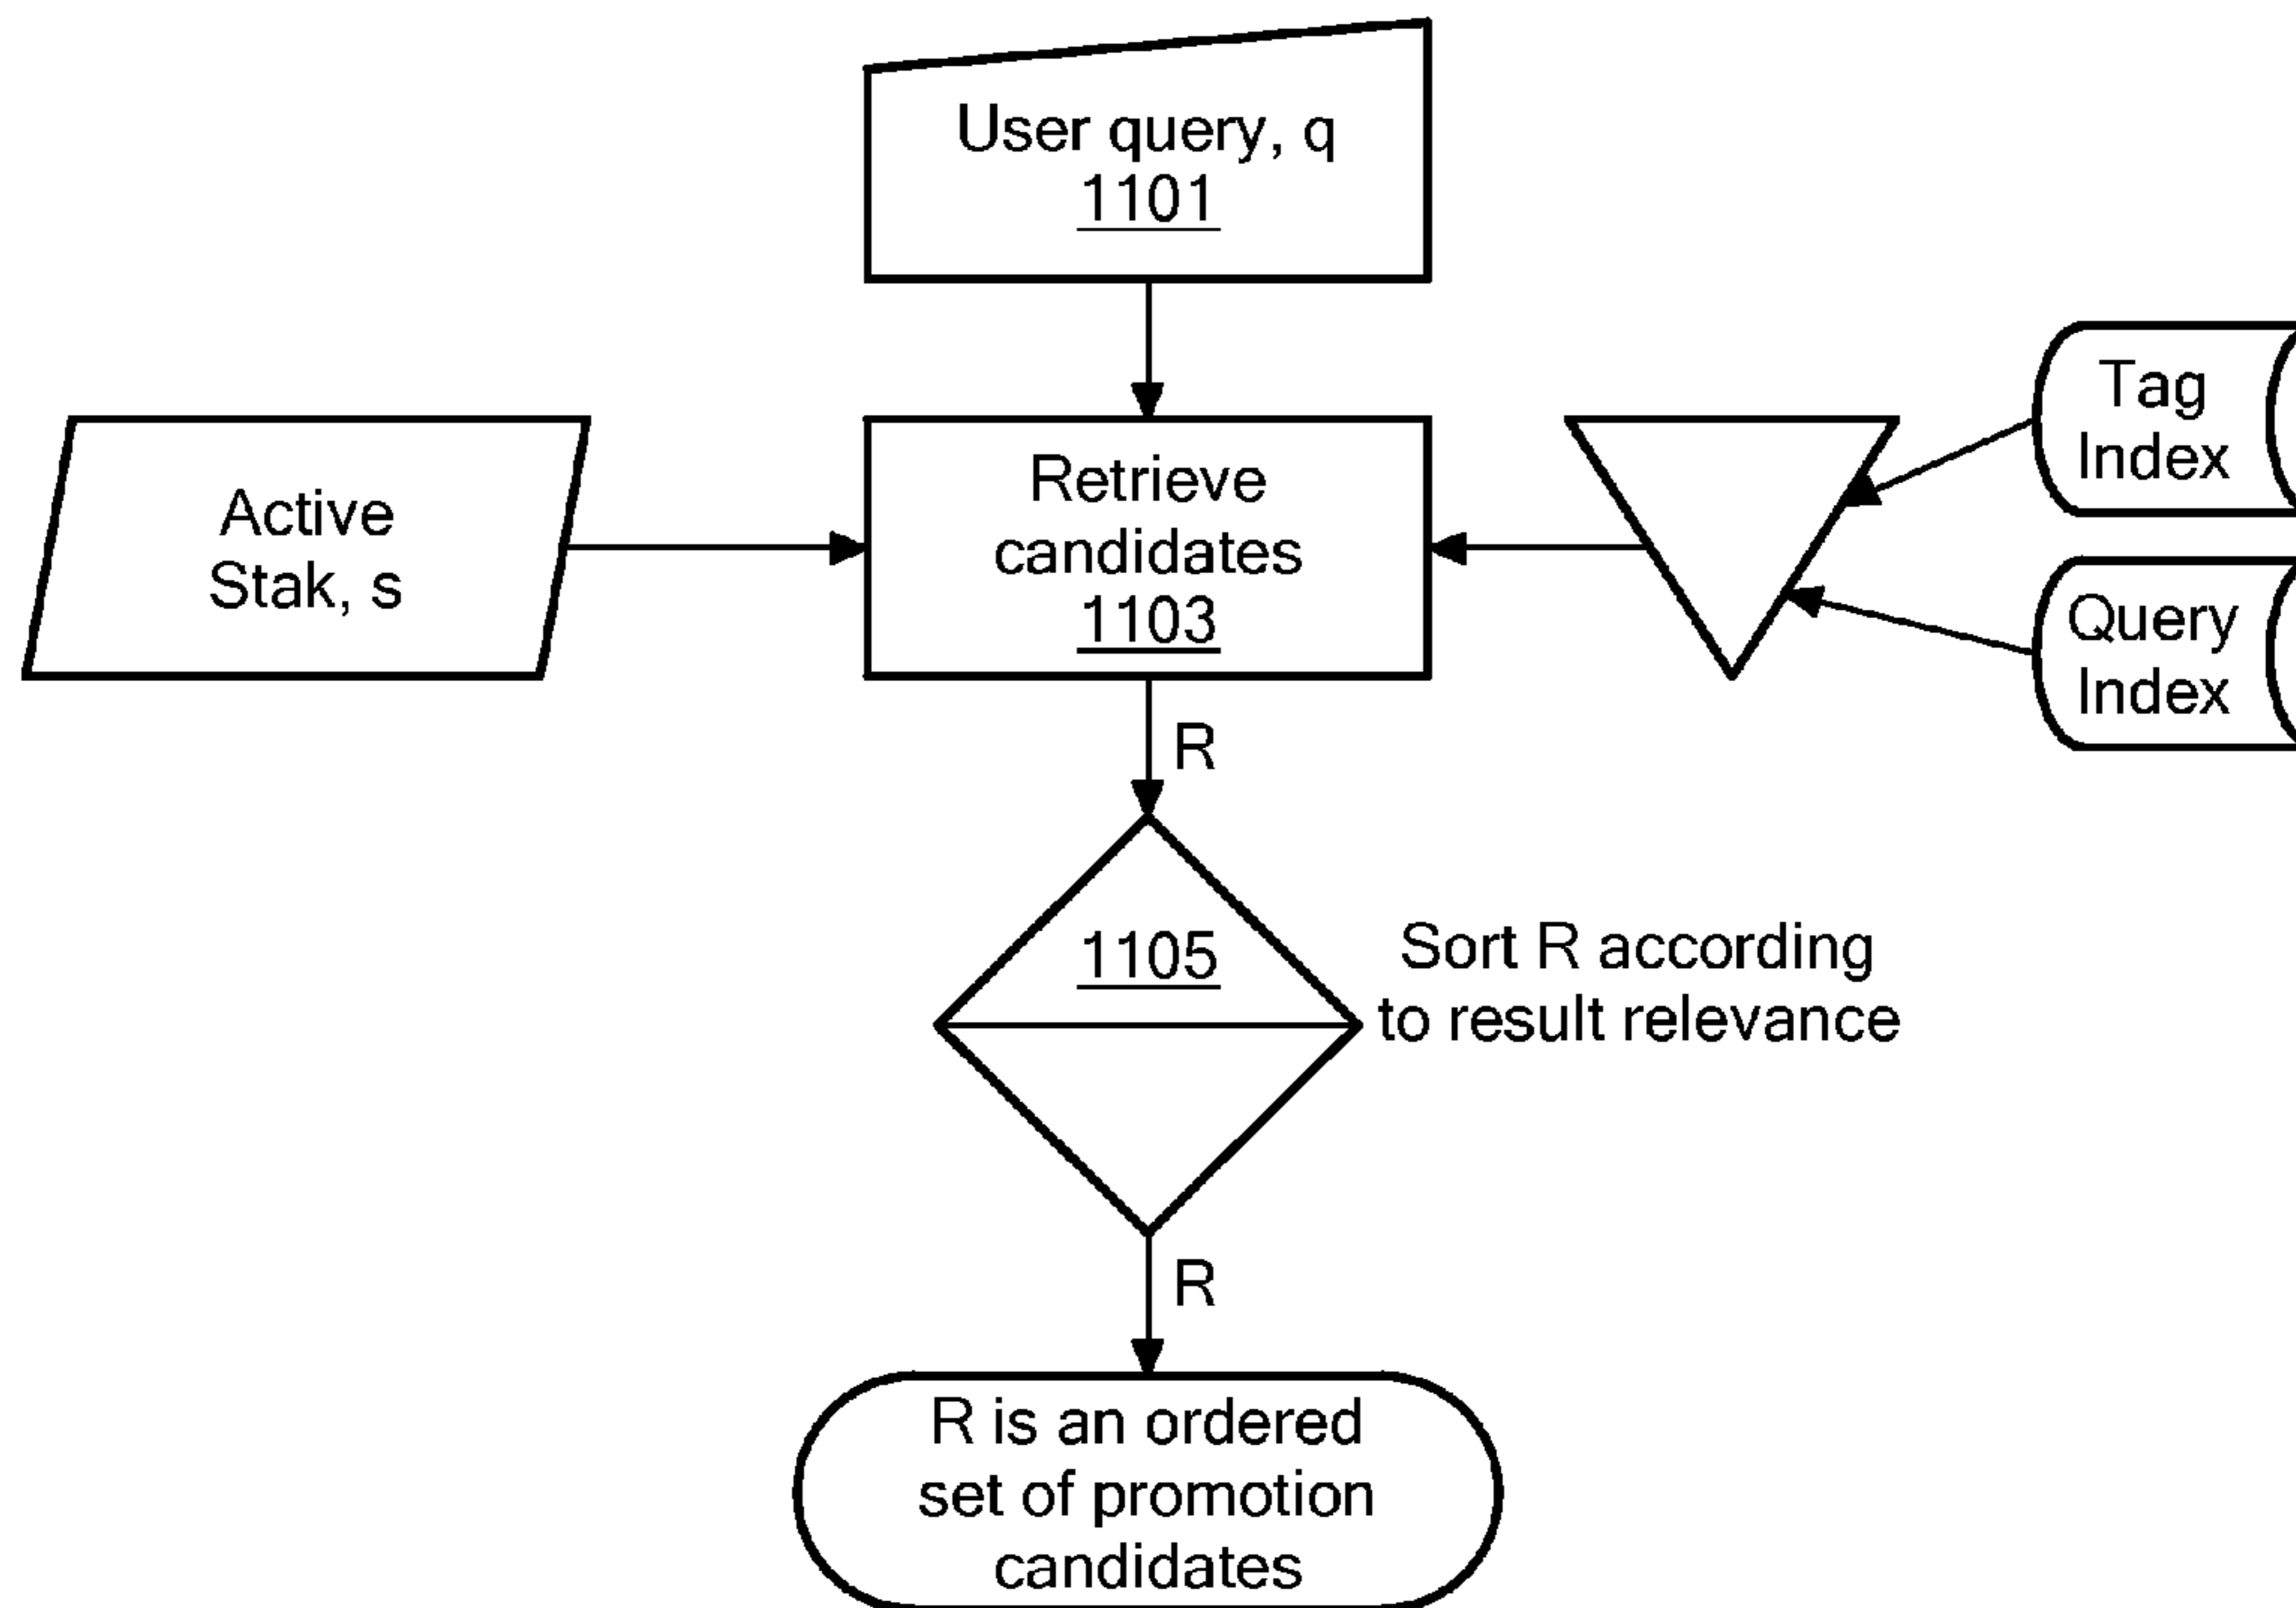 User query, q
1101
Active
Stak, s
Retrieve
candidates
1103
Tag
Index
Query
Index
R
1105
Sort R according
to result relevance
R
R is an ordered
set of promotion
candidates